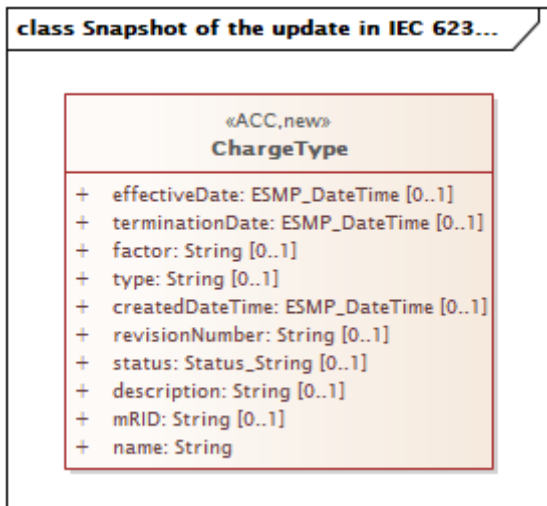 class Snapshot of the update in IEC 623...
«ACC,new»
ChargeType
+ effectiveDate: ESMP_DateTime [0..1]
+ terminationDate: ESMP_DateTime [0..1]
+ factor: String [0..1]
+ type: String [0..1]
+ createdDateTime: ESMP_DateTime [0..1]
+ revisionNumber: String [0..1]
+ status: Status_String [0..1]
+ description: String [0..1]
+ mRID: String [0..1]
+ name: String